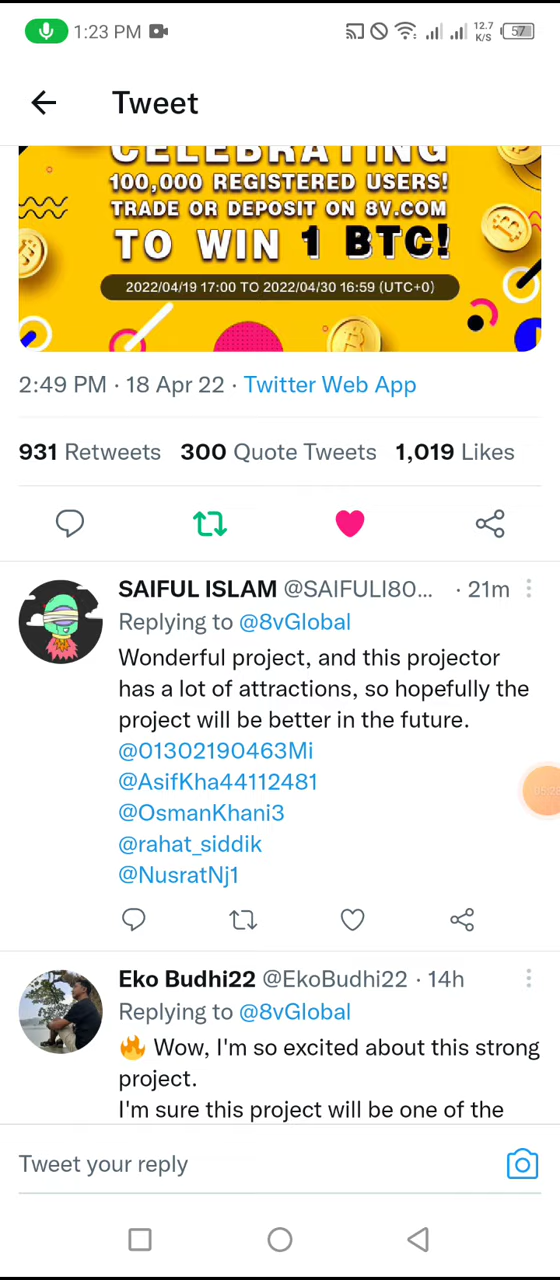 1:23 PM
12.7
K/S
57
Tweet
CELEBRATING
100,000 REGISTERED USERS!
TRADE OR DEPOSIT ON 8V.COM
TO WIN 1 BTC!
2022/04/19 17:00 TO 2022/04/30 16:59 (UTC+0)
2:49 PM · 18 Apr 22 · Twitter Web App
931 Retweets 300 Quote Tweets 1,019 Likes
SAIFUL ISLAM @SAIFULI80... · 21m
Replying to @8vGlobal
Wonderful project, and this projector
has a lot of attractions, so hopefully the
project will be better in the future.
@01302190463Mi
@AsifKha44112481
@OsmanKhani3
@rahat_siddik
@NusratNj1
Eko Budhi22 @EkoBudhi22 · 14h
Replying to @8vGlobal
🔥 Wow, I'm so excited about this strong
project.
I'm sure this project will be one of the
Tweet your reply